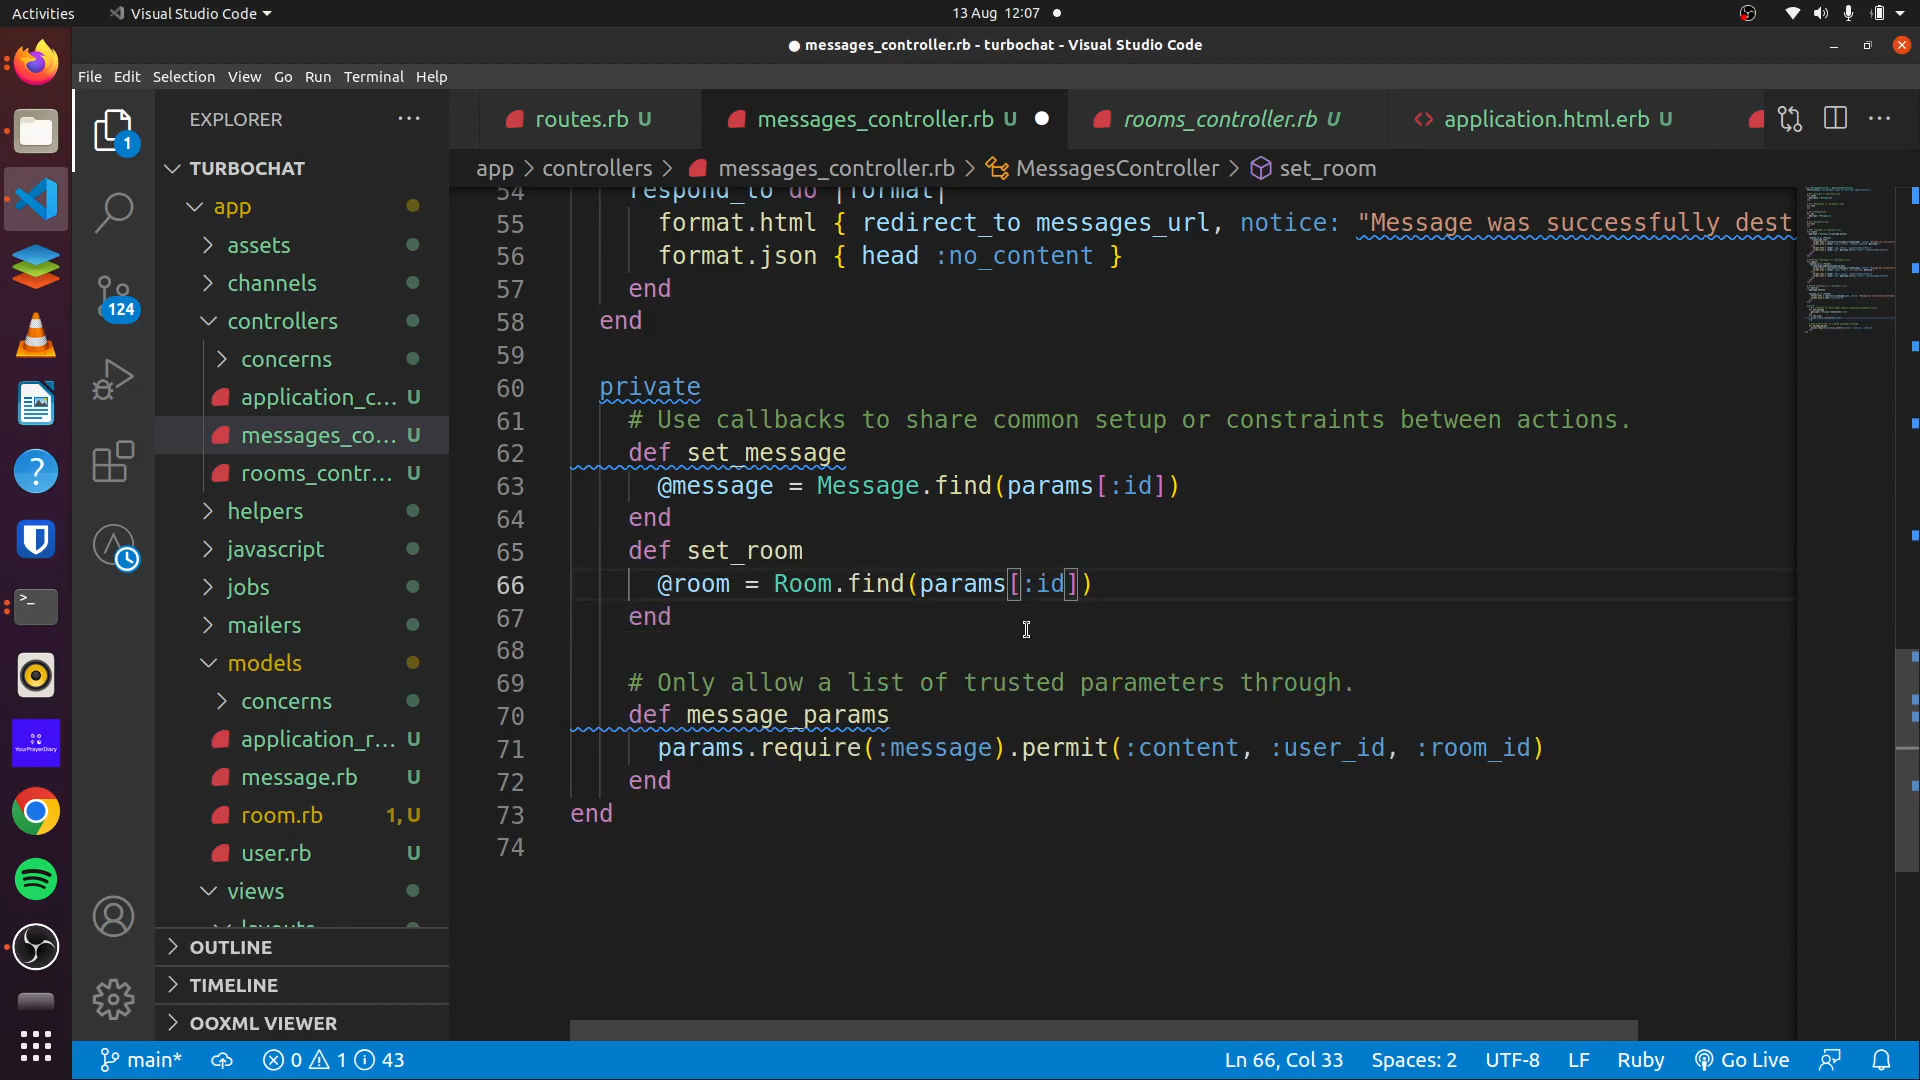 Activities
Visual Studio Code
13 Aug 12:07
messages_controller.rb - turbochat - Visual Studio Code
File Edit Selection View Go Run Terminal Help
EXPLORER
routes.rb U
messages_controller.rb U
rooms_controller.rb U
application.html.erb U
app > controllers > messages_controller.rb > MessagesController > set_room
TURBOCHAT
app
assets
channels
controllers
concerns
application_c... U
messages_co... U
rooms_contr... U
helpers
javascript
jobs
mailers
models
concerns
application_r... U
message.rb U
room.rb 1, U
user.rb U
views
layouts
OUTLINE
TIMELINE
OOXML VIEWER
1
124
YourPrayerDiary
54 respond_to do |format|
55 format.html { redirect_to messages_url, notice: "Message was successfully dest
56 format.json { head :no_content }
57 end
58 end
59
60 private
61 # Use callbacks to share common setup or constraints between actions.
62 def set_message
63 @message = Message.find(params[:id])
64 end
65 def set_room
66 @room = Room.find(params[:id])
67 end
68
69 # Only allow a list of trusted parameters through.
70 def message_params
71 params.require(:message).permit(:content, :user_id, :room_id)
72 end
73 end
74
main*
0 1 43
Ln 66, Col 33
Spaces: 2
UTF-8
LF
Ruby
Go Live